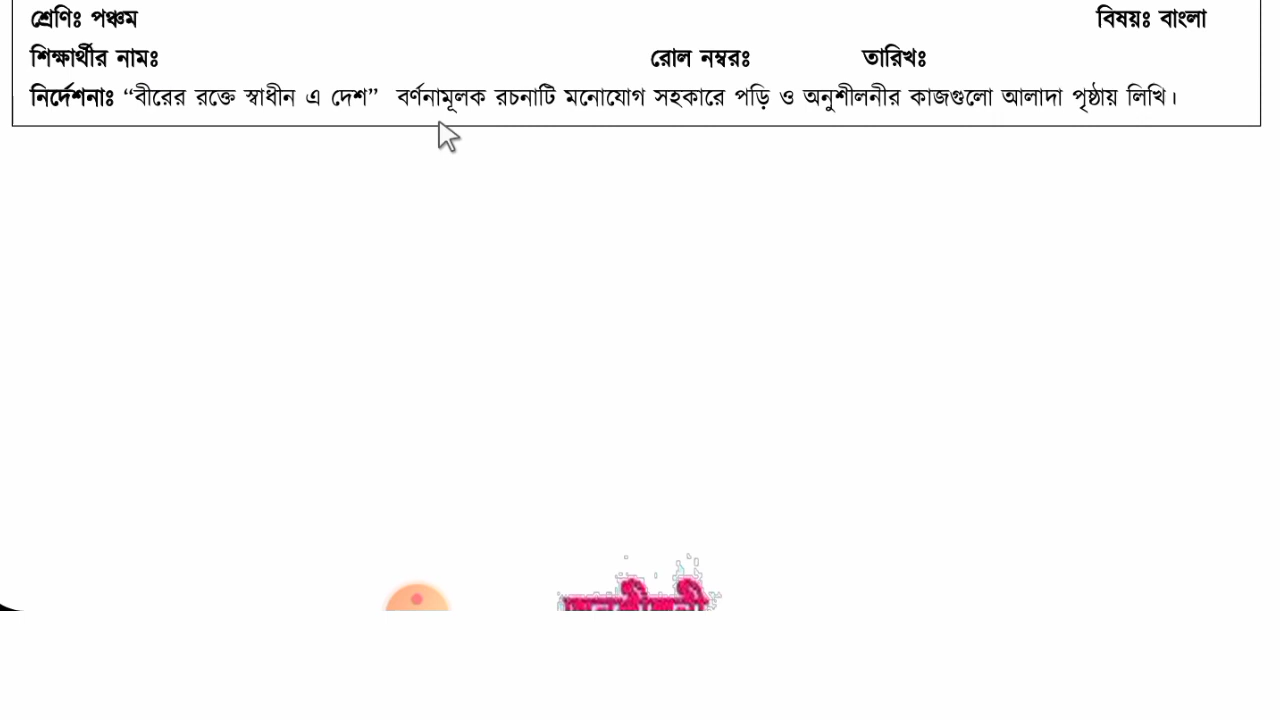 শ্রেণিঃ পঞ্চম বিষয়ঃ বাংলা
শিক্ষার্থীর নামঃ রোল নম্বরঃ তারিখঃ
নির্দেশনাঃ “বীরের রক্তে স্বাধীন এ দেশ” বর্ণনামূলক রচনাটি মনোযোগ সহকারে পড়ি ও অনুশীলনীর কাজগুলো আলাদা পৃষ্ঠায় লিখি।